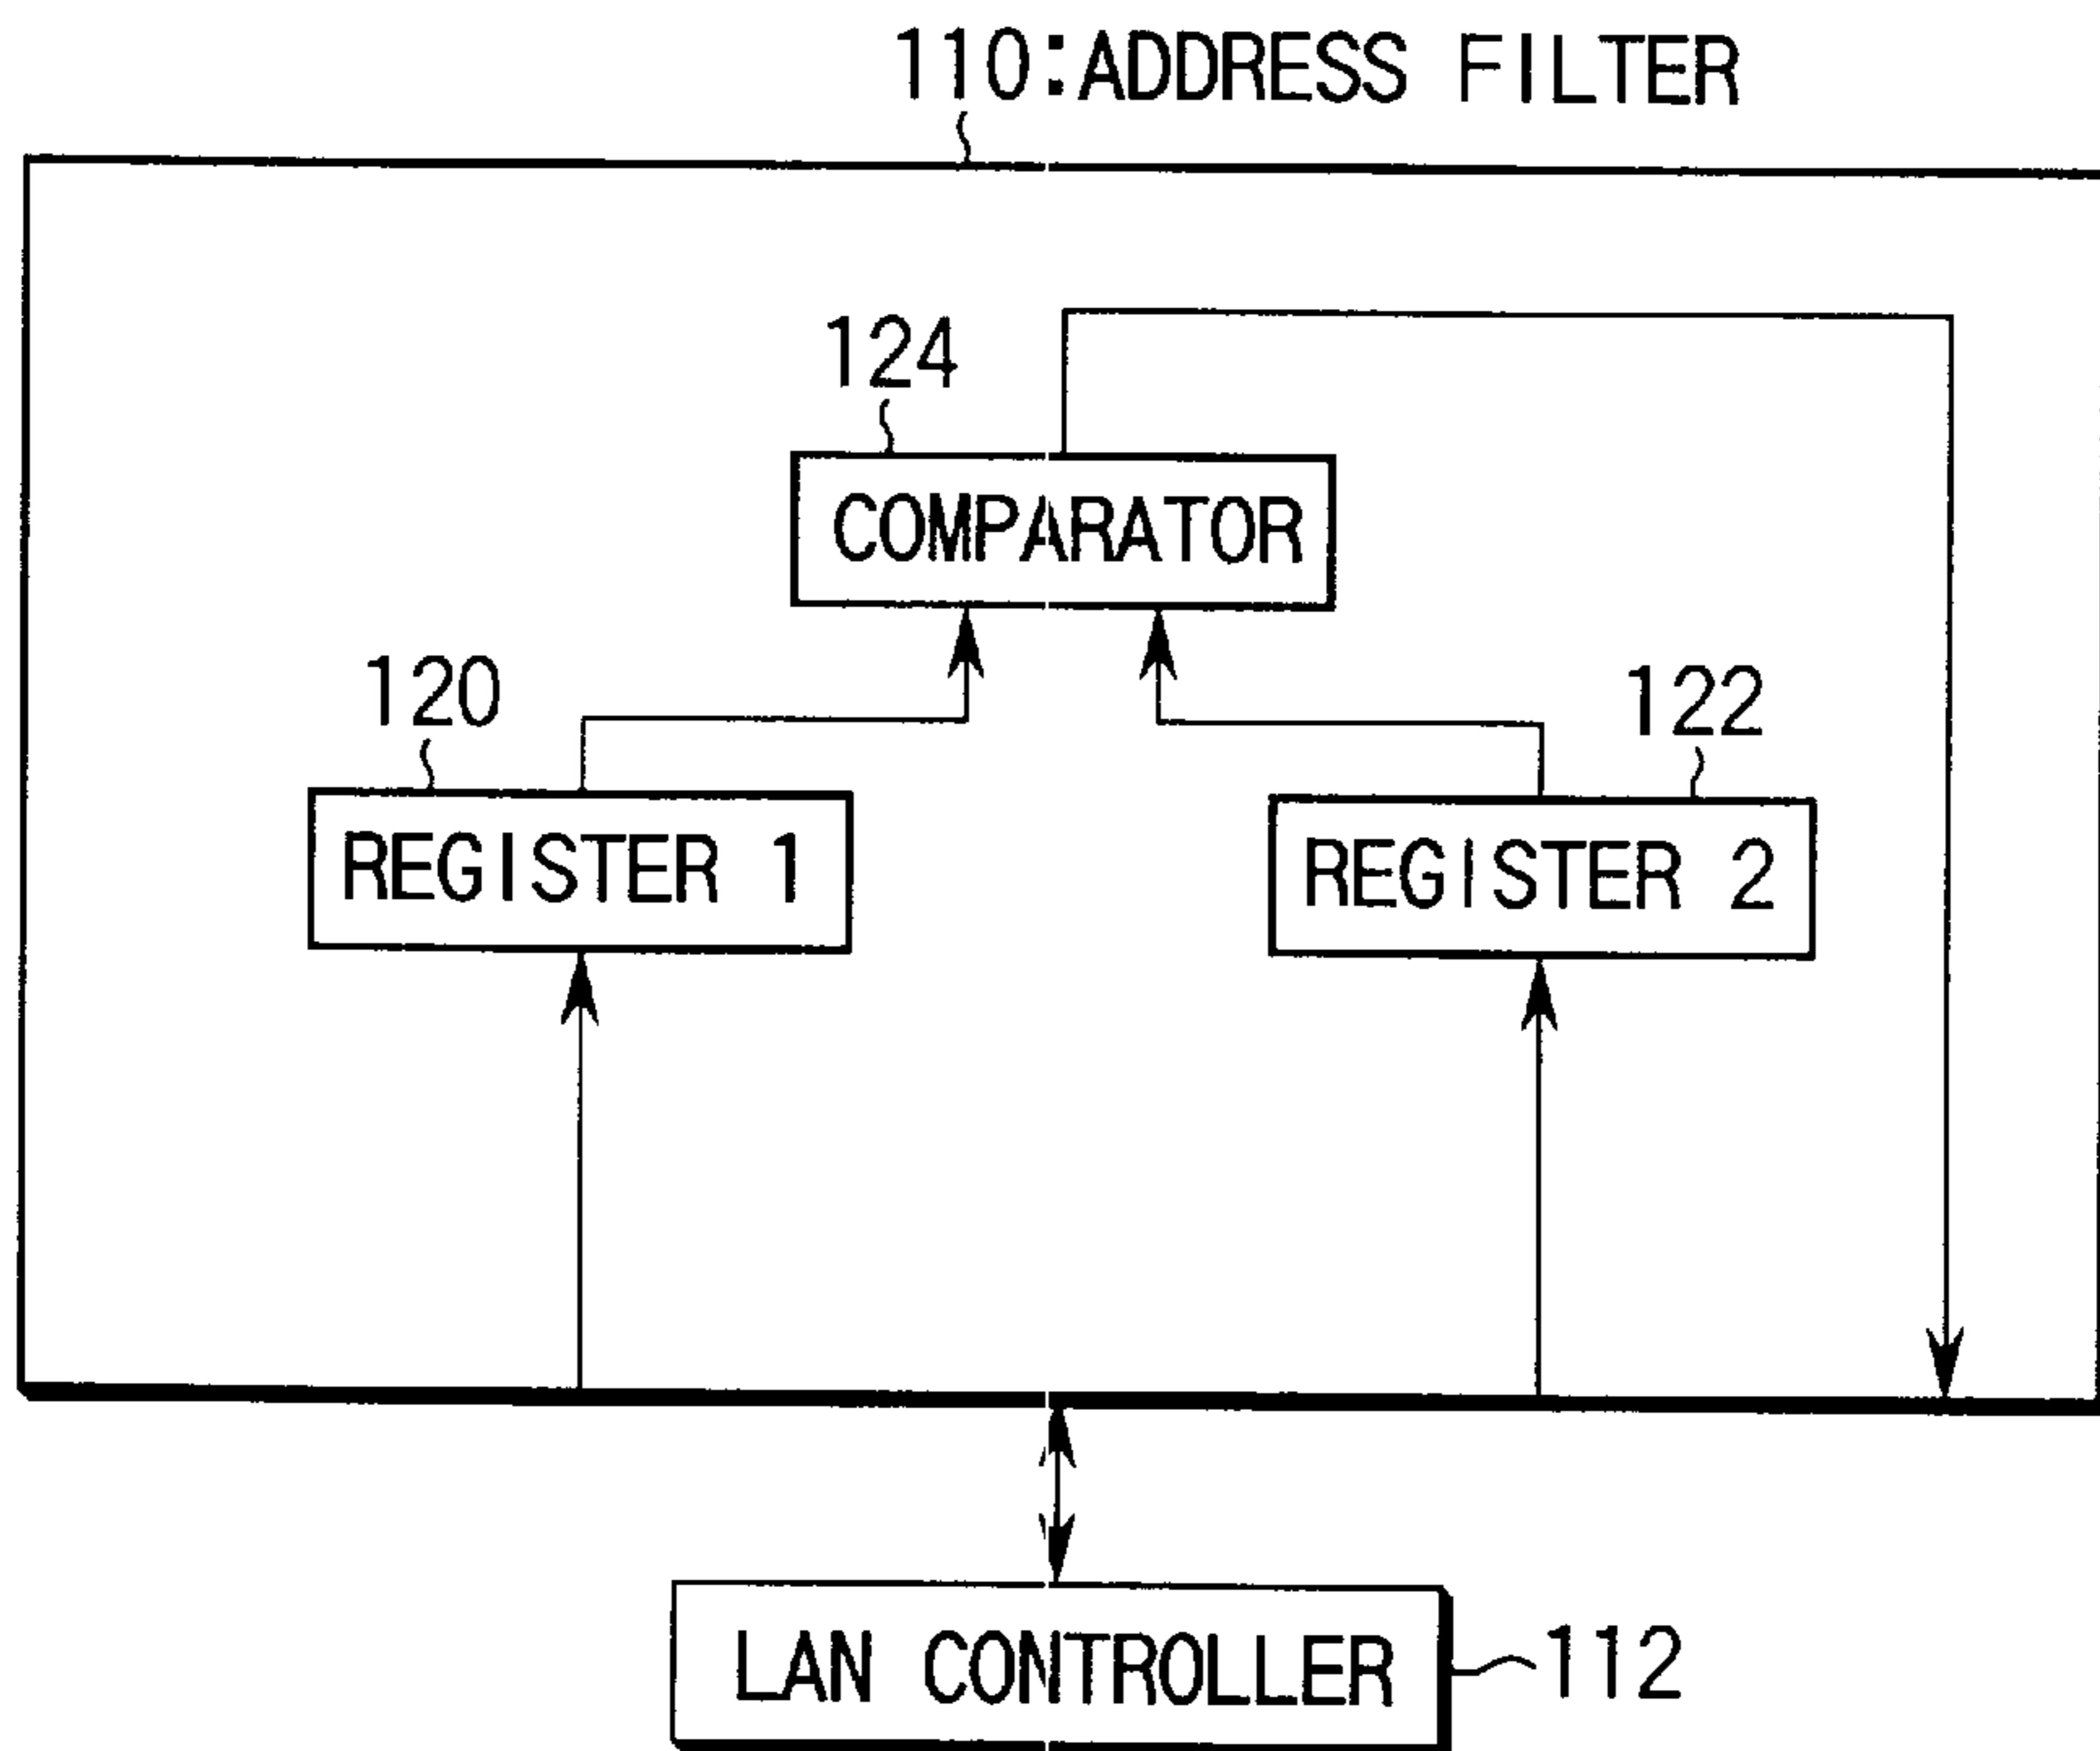 110:ADDRESS FILTER
124
COMPARATOR
120
122
REGISTER 1
REGISTER 2
LAN CONTROLLER
112